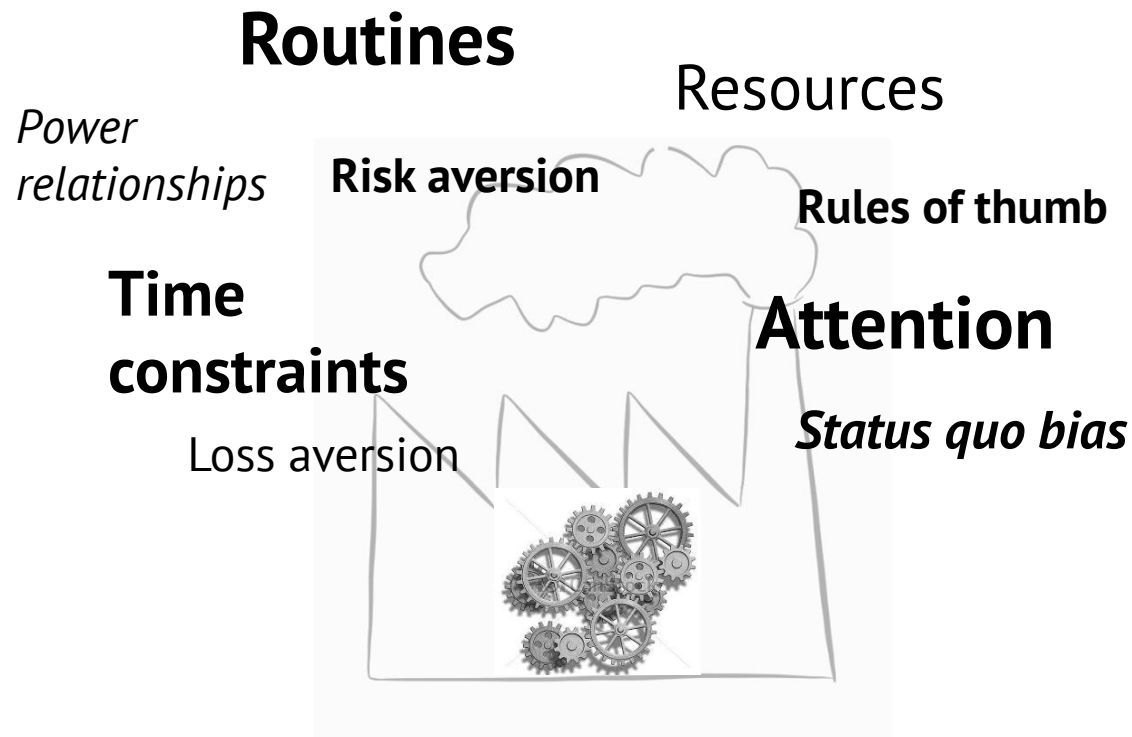 Routines
Resources
Power
relationships
Risk aversion
Rules of thumb
Time
constraints
Attention
Loss aversion
Status quo bias